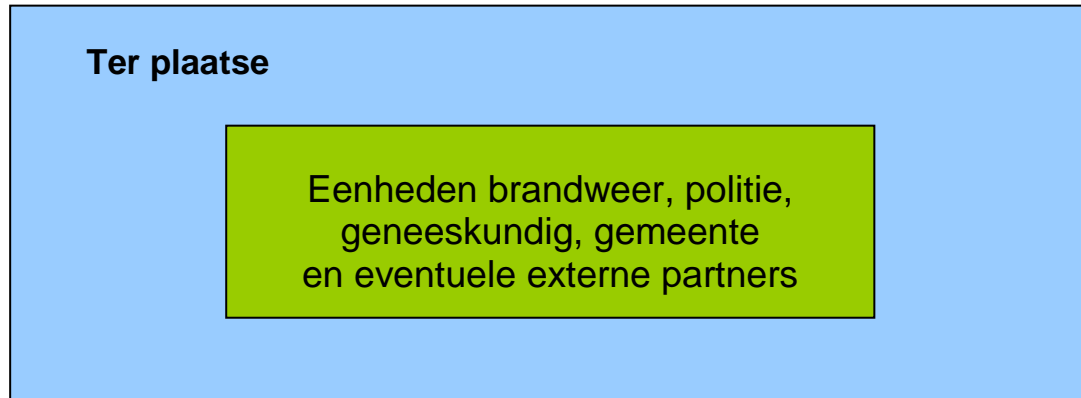 Ter plaatse
Eenheden brandweer, politie,
geneeskundig, gemeente
en eventuele externe partners